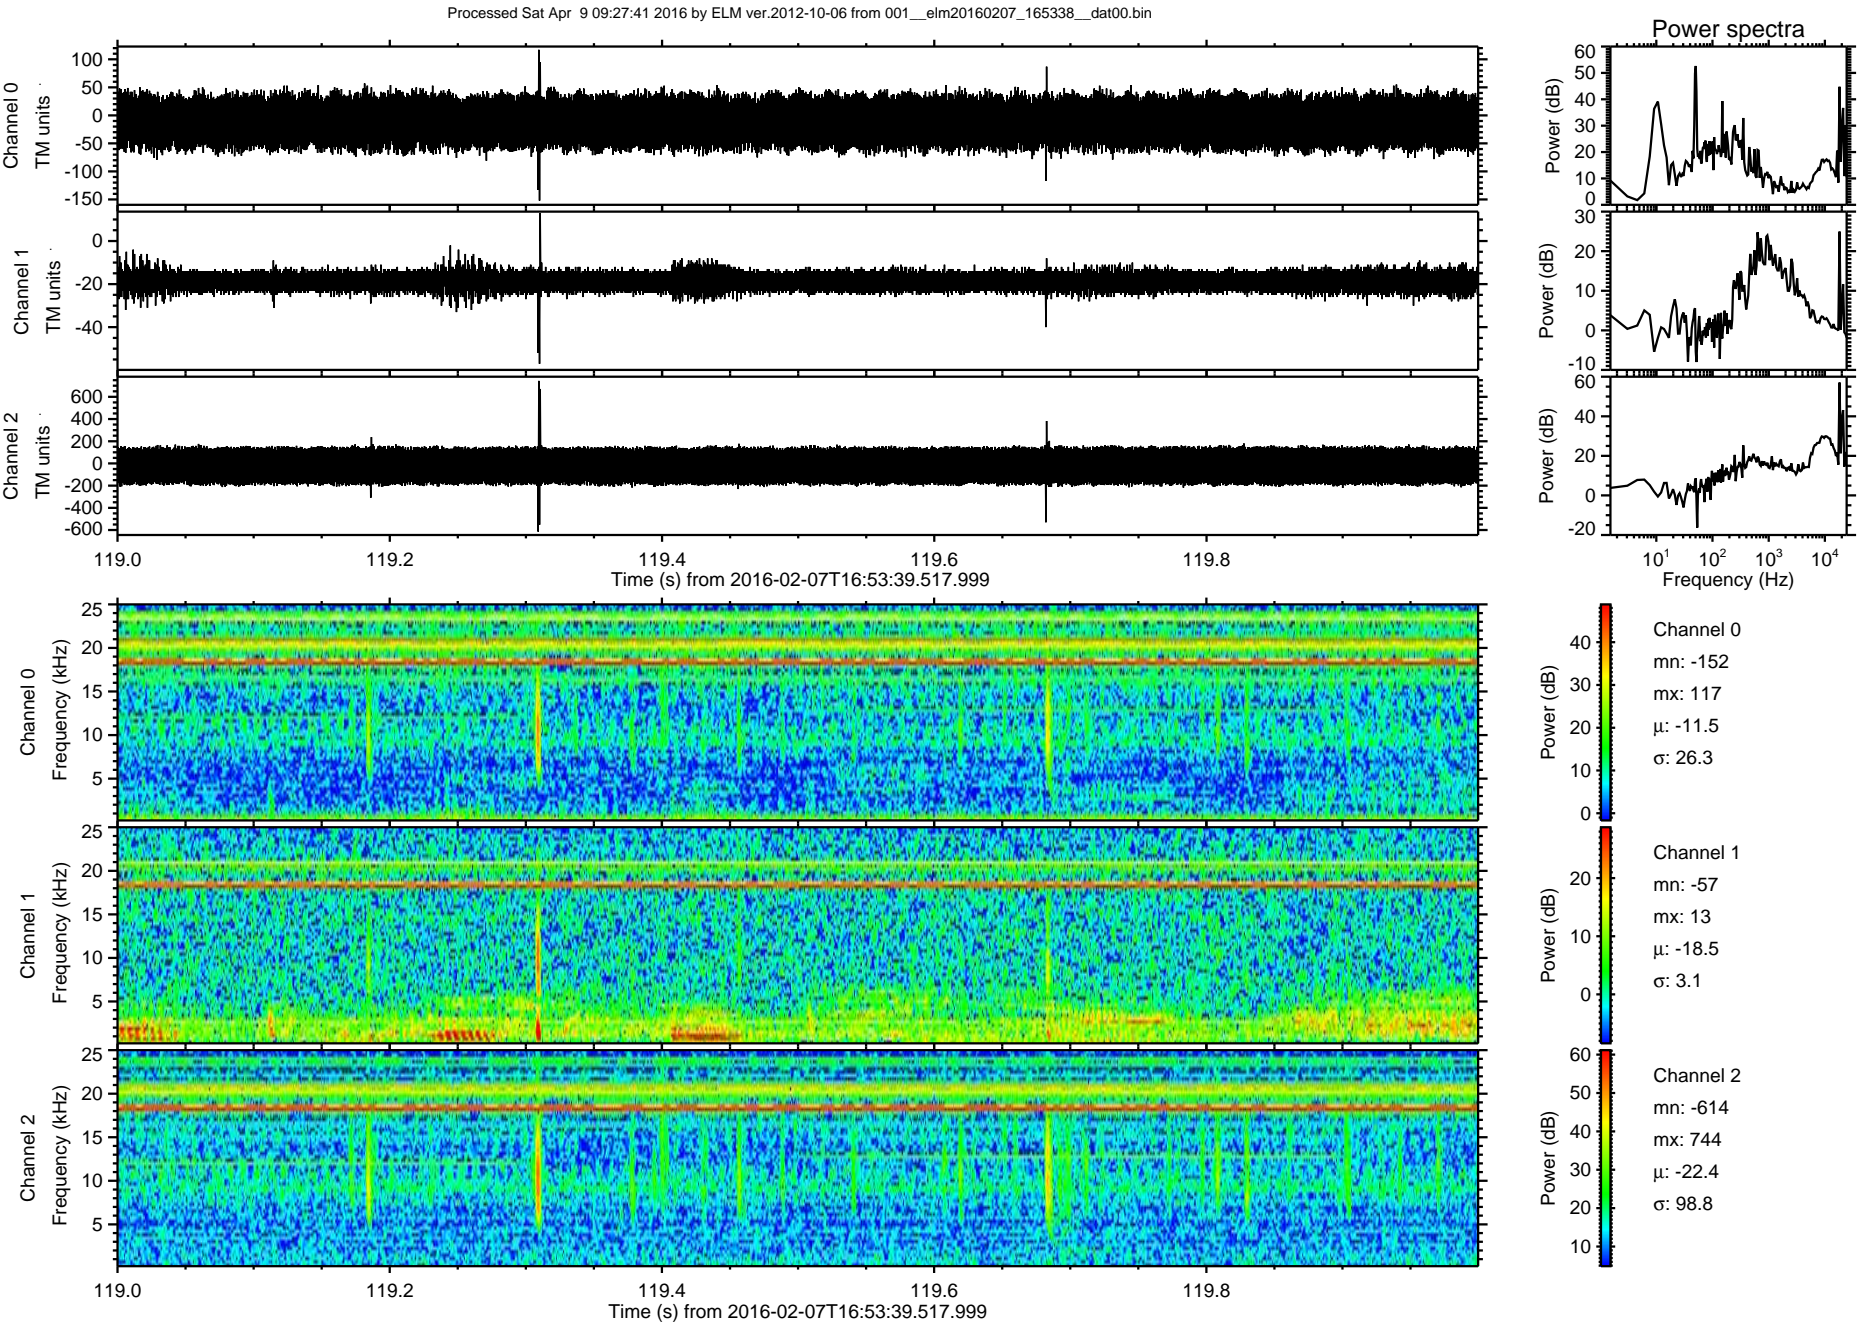 Processed Sat Apr  9 09:27:41 2016 by ELM ver.2012-10-06 from 001__elm20160207_165338__dat00.bin
Power spectra
Channel 0
TM units
100
50
0
-50
-100
-150
Power (dB)
60
50
40
30
20
10
0
Channel 1
TM units
0
-20
-40
Power (dB)
30
20
10
0
-10
Channel 2
TM units
600
400
200
0
-200
-400
-600
Power (dB)
60
40
20
0
-20
119.0 119.2 119.4 119.6 119.8
Time (s) from 2016-02-07T16:53:39.517.999
10^1 10^2 10^3 10^4
Frequency (Hz)
Channel 0
Frequency (kHz)
25
20
15
10
5
Power (dB)
40
30
20
10
0
Channel 0
mn: -152
mx: 117
μ: -11.5
σ: 26.3
Channel 1
Frequency (kHz)
25
20
15
10
5
Power (dB)
20
10
0
Channel 1
mn: -57
mx: 13
μ: -18.5
σ: 3.1
Channel 2
Frequency (kHz)
25
20
15
10
5
Power (dB)
60
50
40
30
20
10
Channel 2
mn: -614
mx: 744
μ: -22.4
σ: 98.8
119.0 119.2 119.4 119.6 119.8
Time (s) from 2016-02-07T16:53:39.517.999